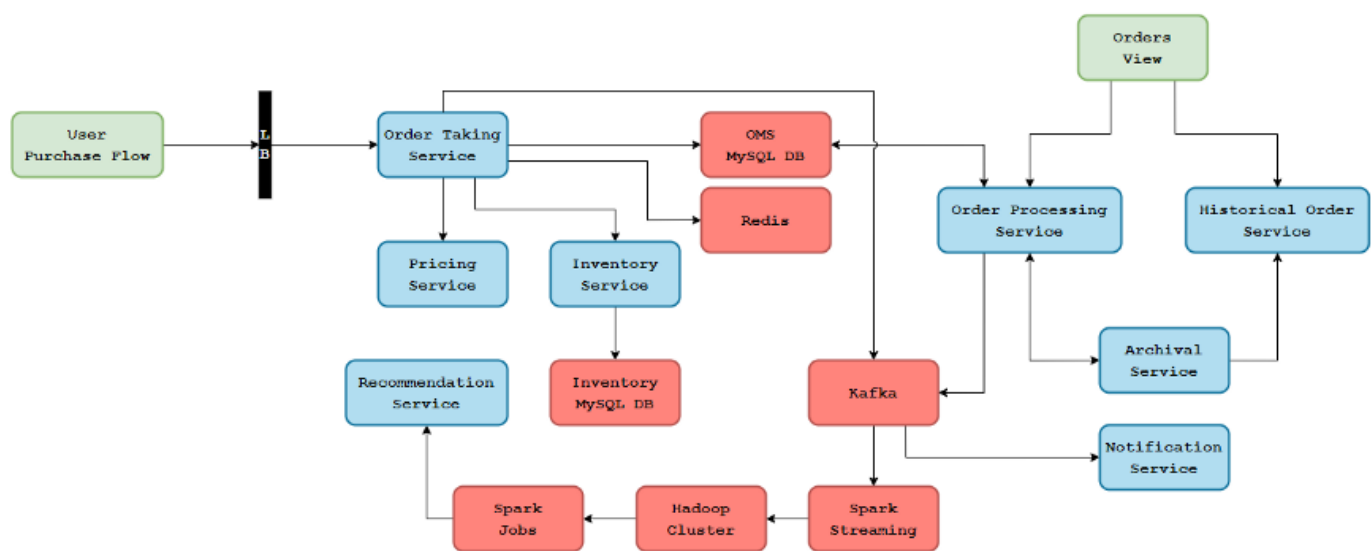 Orders
View
User
Purchase Flow
L
B
Order Taking
Service
OMS
MySQL DB
Redis
Order Processing
Service
Historical Order
Service
Pricing
Service
Inventory
Service
Recommendation
Service
Inventory
MySQL DB
Kafka
Archival
Service
Notification
Service
Spark
Jobs
Hadoop
Cluster
Spark
Streaming